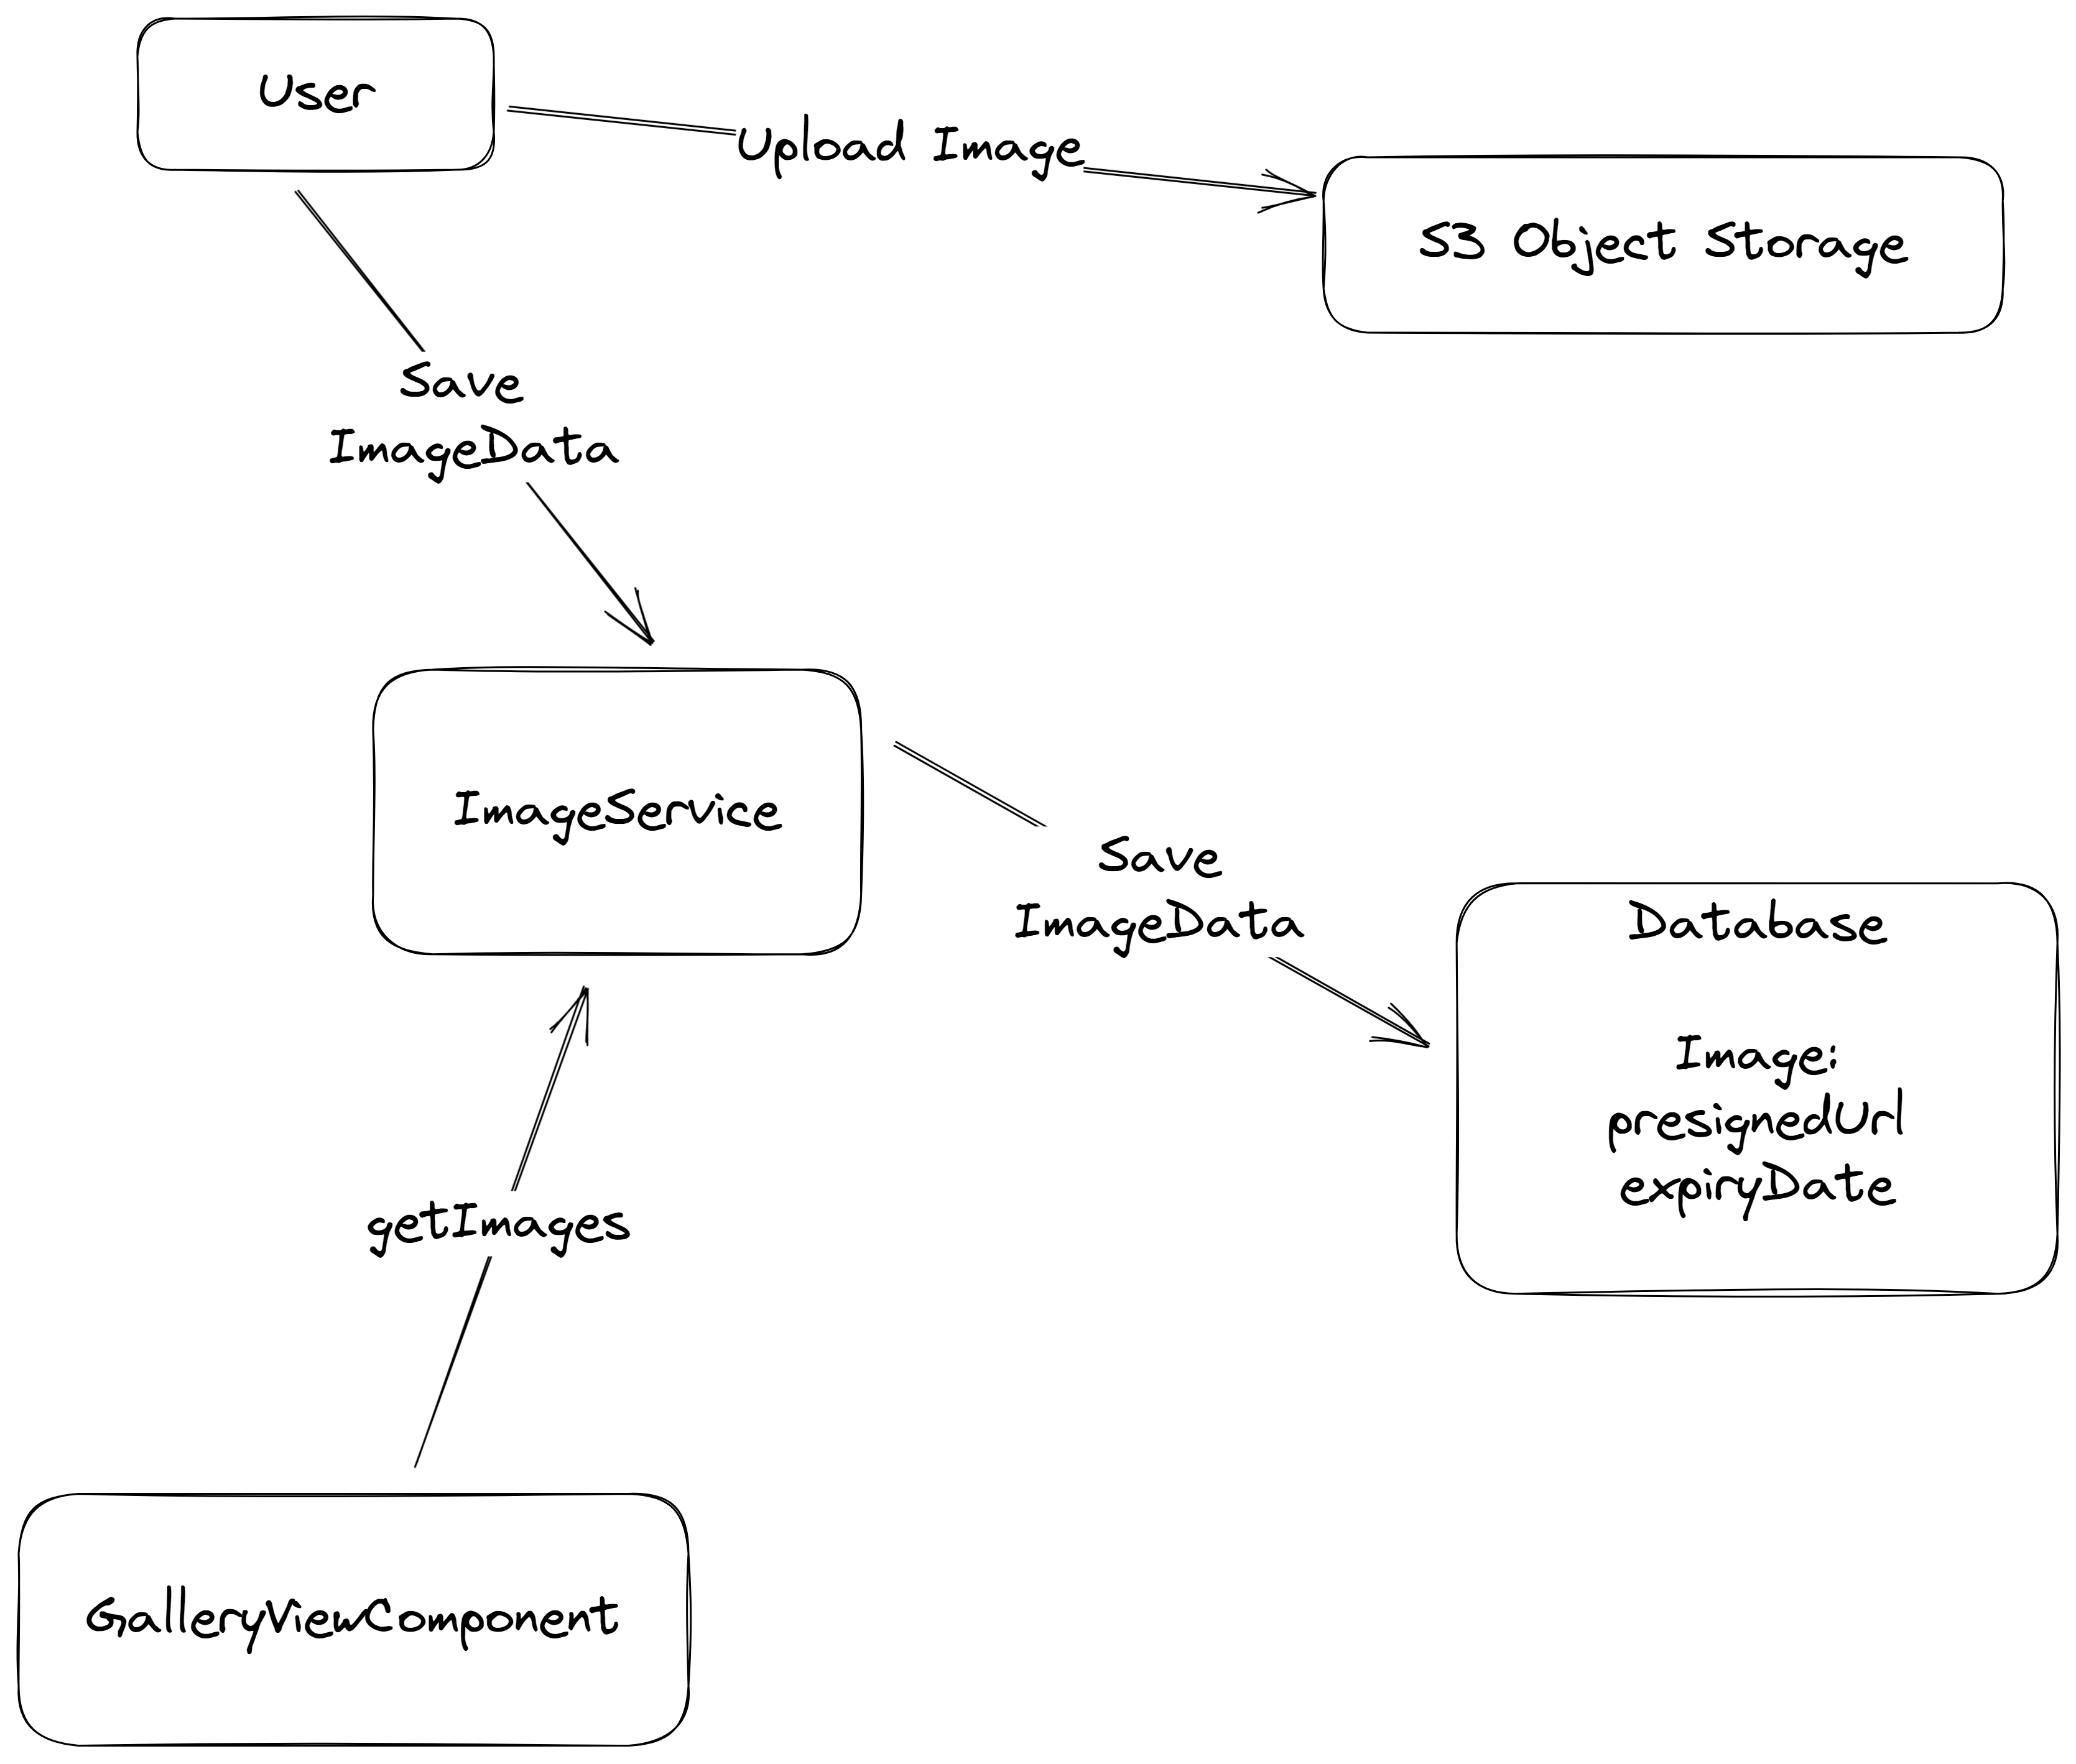 User
Upload Image
S3 Object Storage
Save
ImageData
ImageService
Save
ImageData
Database
Image:
presignedUrl
expiryDate
getImages
GalleryViewComponent